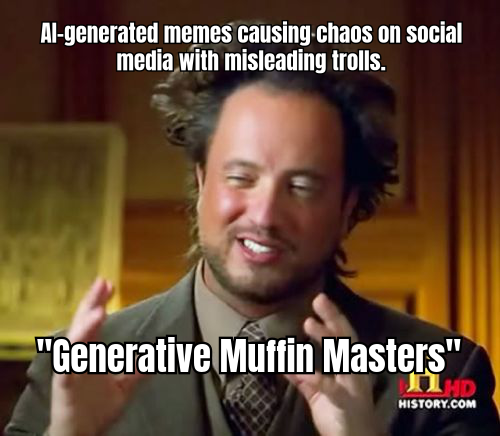 AI-generated memes causing chaos on social
media with misleading trolls.
"Generative Muffin Masters"
H HD
HISTORY.COM